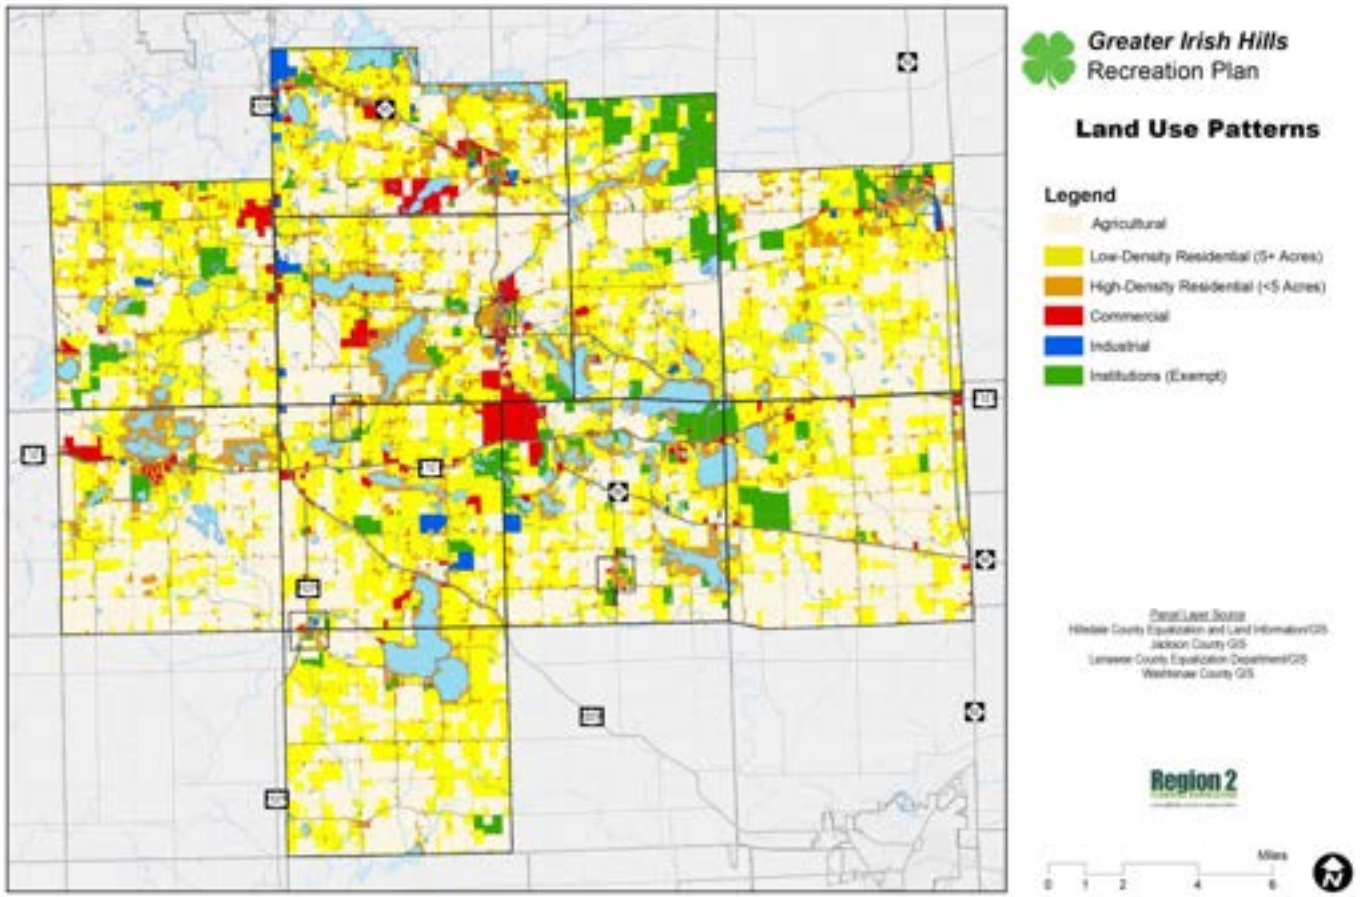 Greater Irish Hills
Recreation Plan
Land Use Patterns
Legend
Agricultural
Low-Density Residential (5+ Acres)
High-Density Residential (<5 Acres)
Commercial
Industrial
Institutions (Exempt)
Parcel Layer Source
Hillsdale County Equalization and Land Information/GIS
Jackson County GIS
Lenawee County Equalization Department/GIS
Washtenaw County GIS
Region 2
Miles
0 1 2 4 6
N